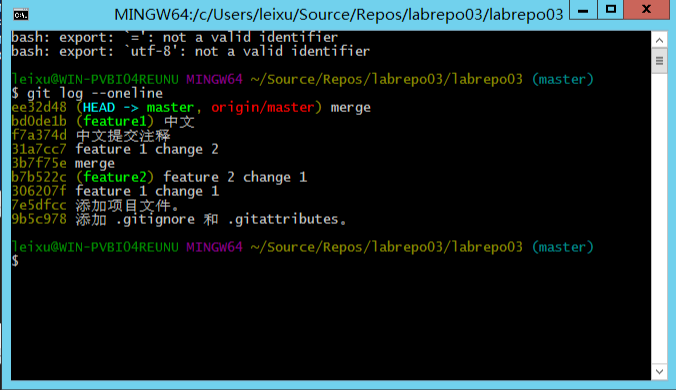 MINGW64:/c/Users/leixu/Source/Repos/labrepo03/labrepo03
bash: export: `=': not a valid identifier
bash: export: `utf-8': not a valid identifier
leixu@WIN-PVBIO4REUNU MINGW64 ~/Source/Repos/labrepo03/labrepo03 (master)
$ git log --oneline
ee32d48 (HEAD -> master, origin/master) merge
bd0de1b (feature1) 中文
f7a374d 中文提交注释
31a7cc7 feature 1 change 2
3b7f75e merge
b7b522c (feature2) feature 2 change 1
306207f feature 1 change 1
7e5dfcc 添加项目文件。
9b5c978 添加 .gitignore 和 .gitattributes。
leixu@WIN-PVBIO4REUNU MINGW64 ~/Source/Repos/labrepo03/labrepo03 (master)
$